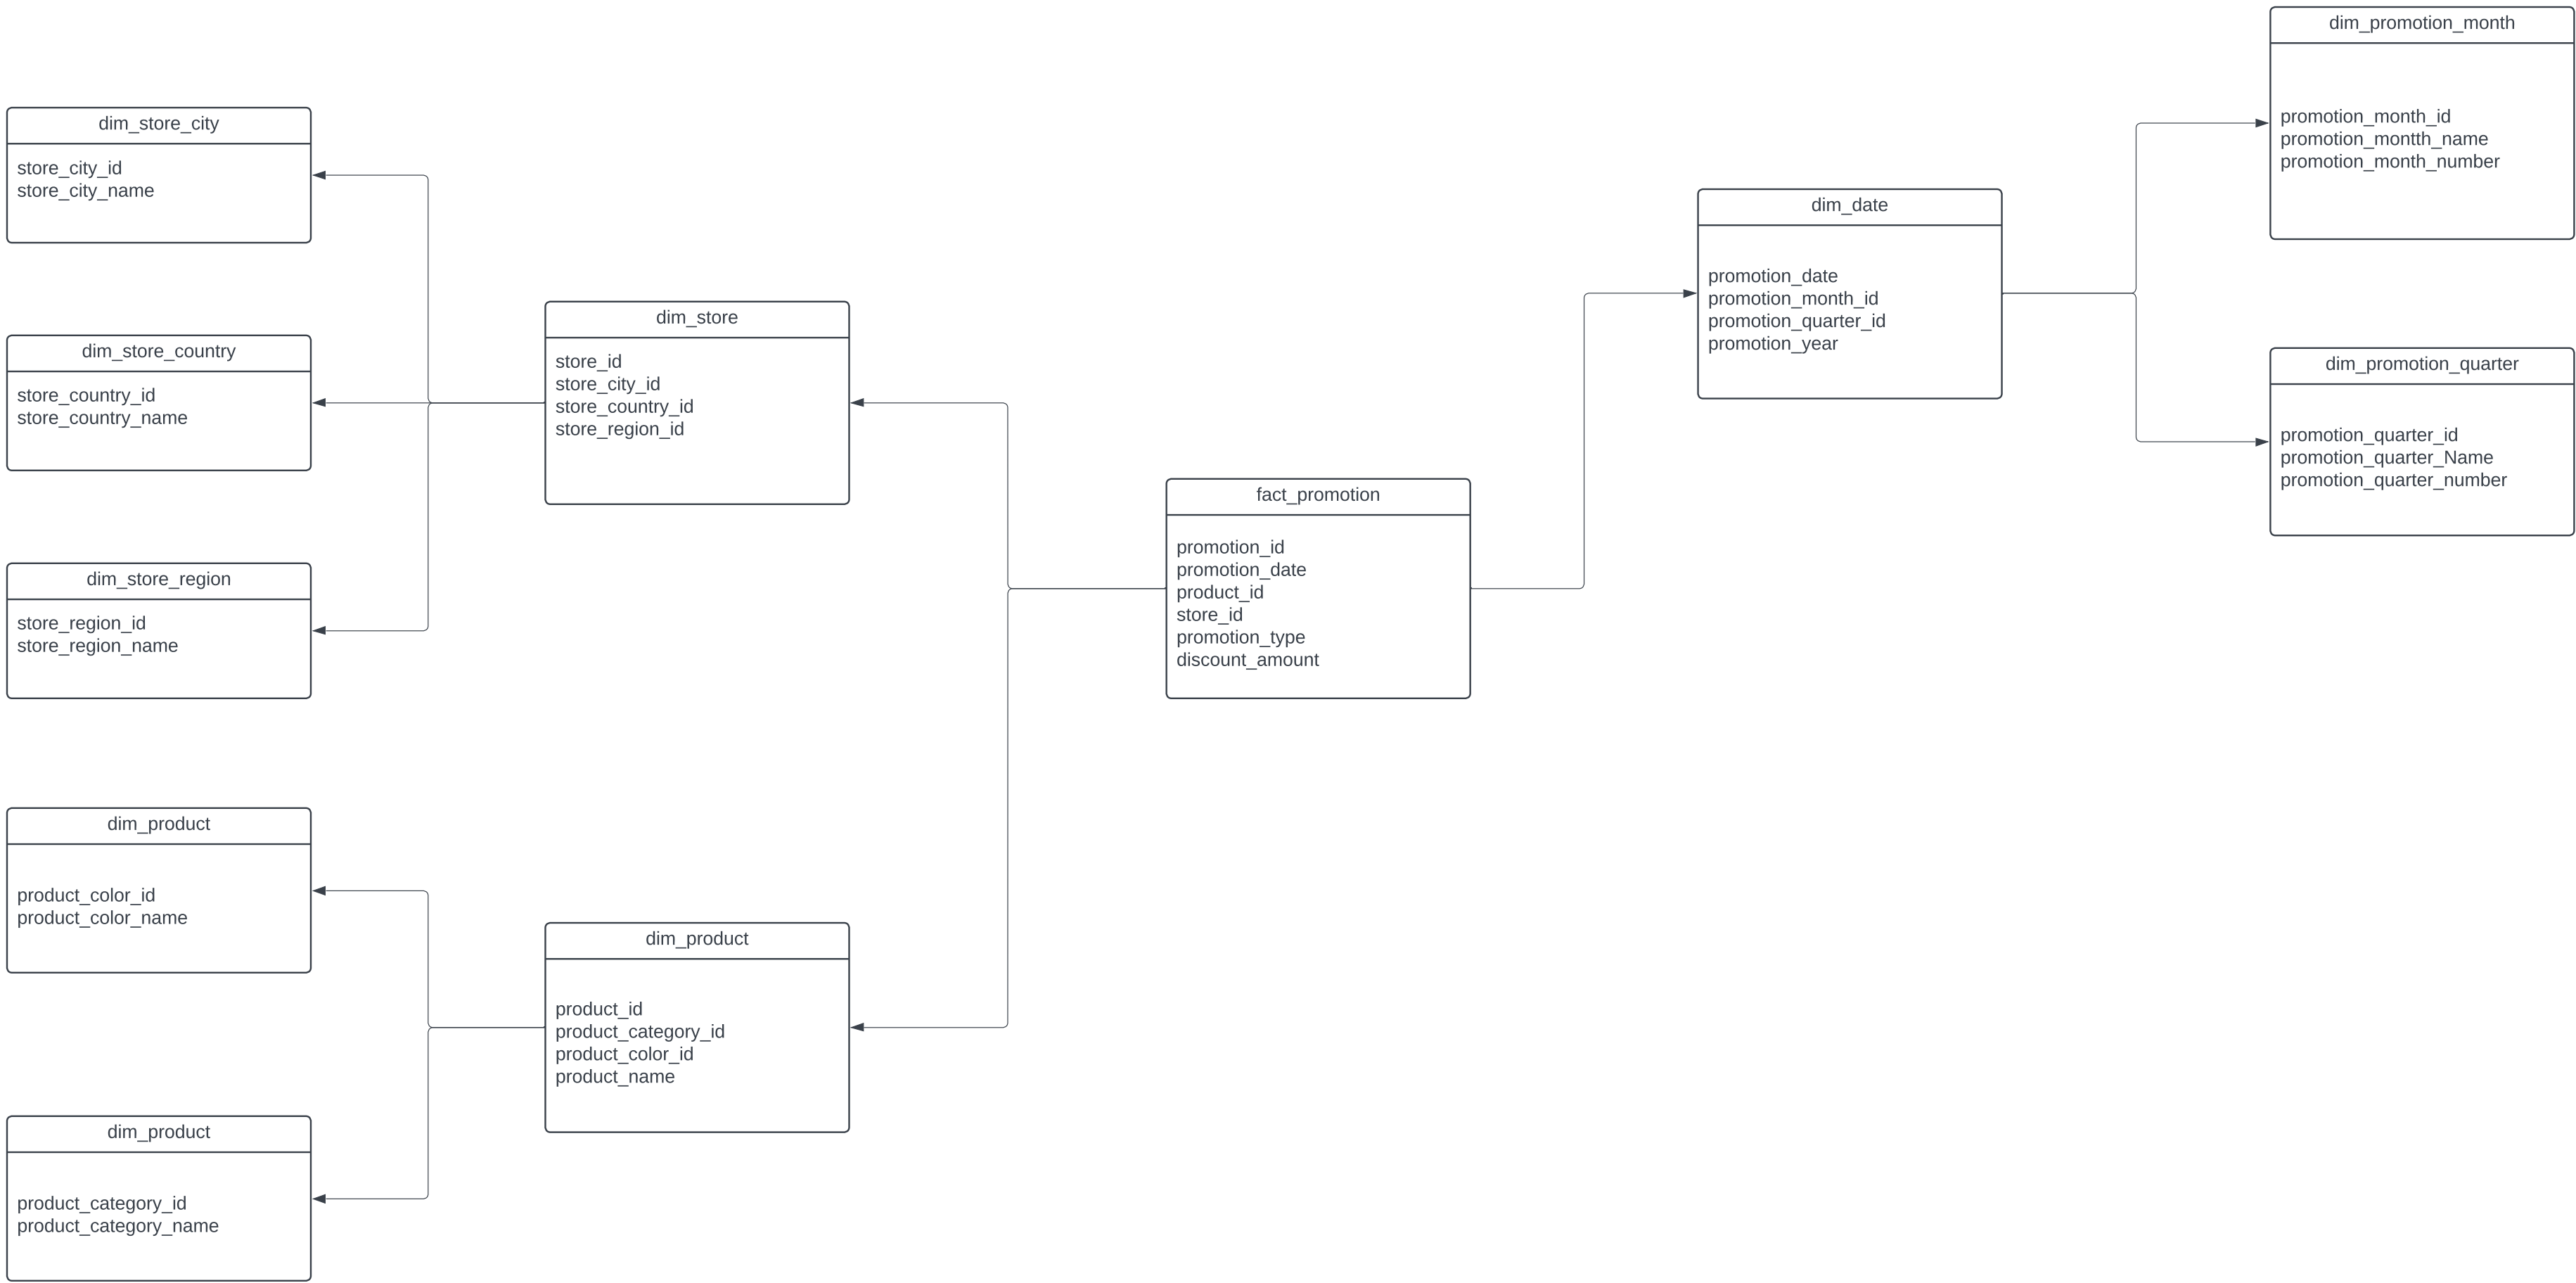 dim_promotion_month
promotion_month_id
promotion_montth_name
promotion_month_number
dim_store_city
store_city_id
store_city_name
dim_date
promotion_date
promotion_month_id
promotion_quarter_id
promotion_year
dim_store
store_id
store_city_id
store_country_id
store_region_id
dim_store_country
store_country_id
store_country_name
dim_promotion_quarter
promotion_quarter_id
promotion_quarter_Name
promotion_quarter_number
fact_promotion
promotion_id
promotion_date
product_id
store_id
promotion_type
discount_amount
dim_store_region
store_region_id
store_region_name
dim_product
product_color_id
product_color_name
dim_product
product_id
product_category_id
product_color_id
product_name
dim_product
product_category_id
product_category_name